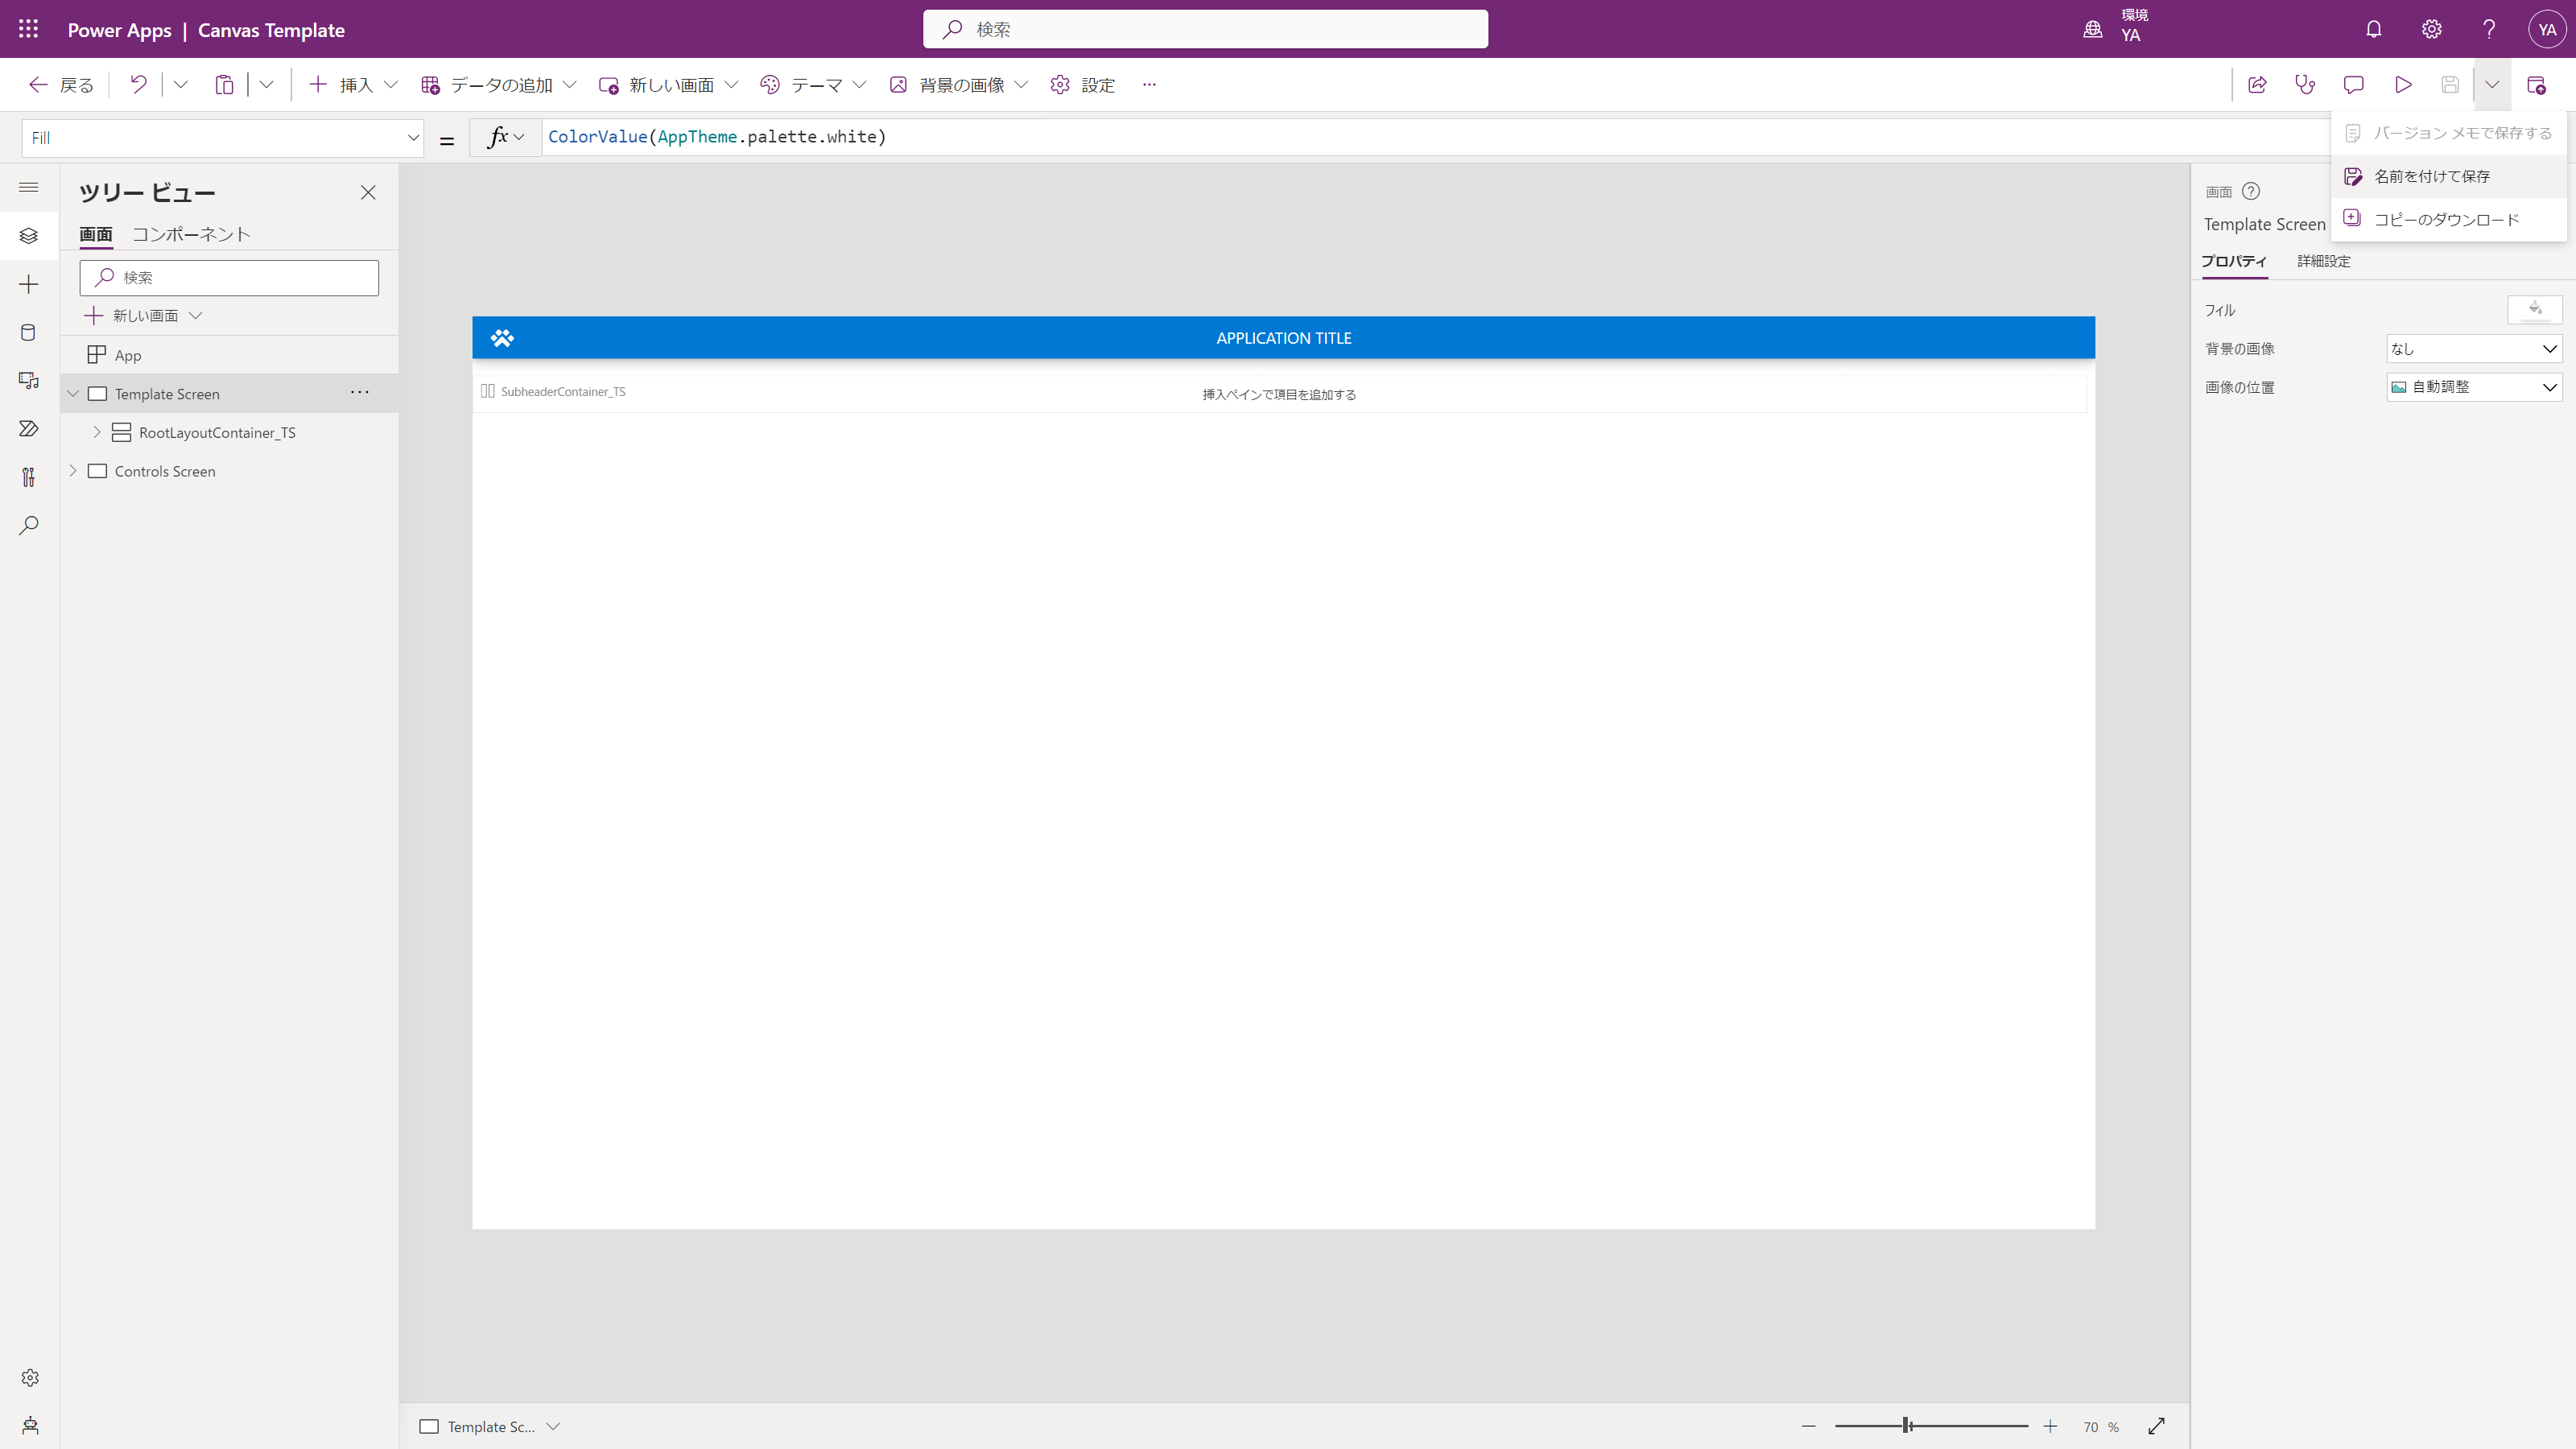 Power Apps | Canvas Template
検索
環境
YA
YA
戻る
挿入
データの追加
新しい画面
テーマ
背景の画像
設定
Fill
=
fx
ColorValue(AppTheme.palette.white)
バージョン メモで保存する
名前を付けて保存
コピーのダウンロード
ツリー ビュー
画面
コンポーネント
検索
新しい画面
App
Template Screen
RootLayoutContainer_TS
Controls Screen
APPLICATION TITLE
SubheaderContainer_TS
挿入ペインで項目を追加する
画面
Template Screen
プロパティ
詳細設定
フィル
背景の画像
なし
画像の位置
自動調整
Template Sc...
70 %